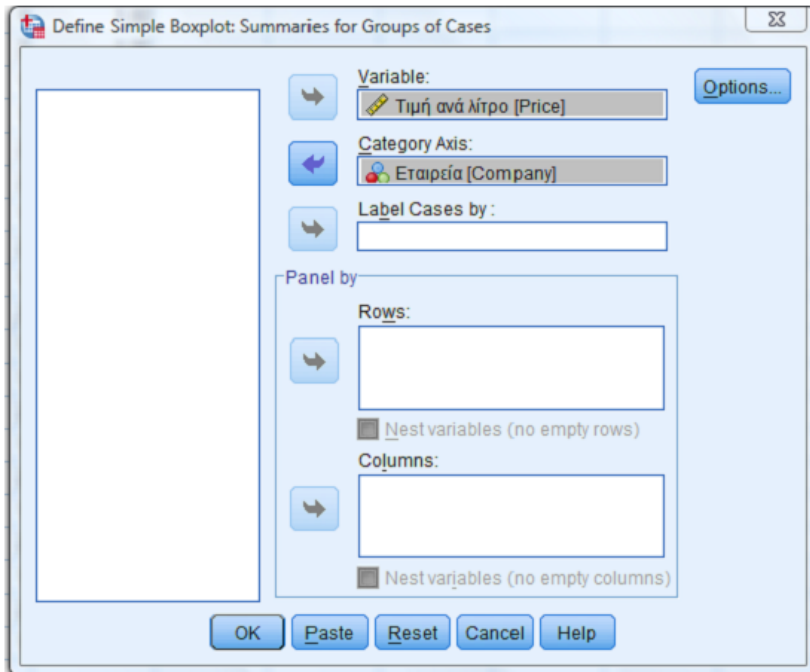 Define Simple Boxplot: Summaries for Groups of Cases
Variable:
Τιμή ανά λίτρο [Price]
Options...
Category Axis:
Εταιρεία [Company]
Label Cases by :
Panel by
Rows:
Nest variables (no empty rows)
Columns:
Nest variables (no empty columns)
OK Paste Reset Cancel Help